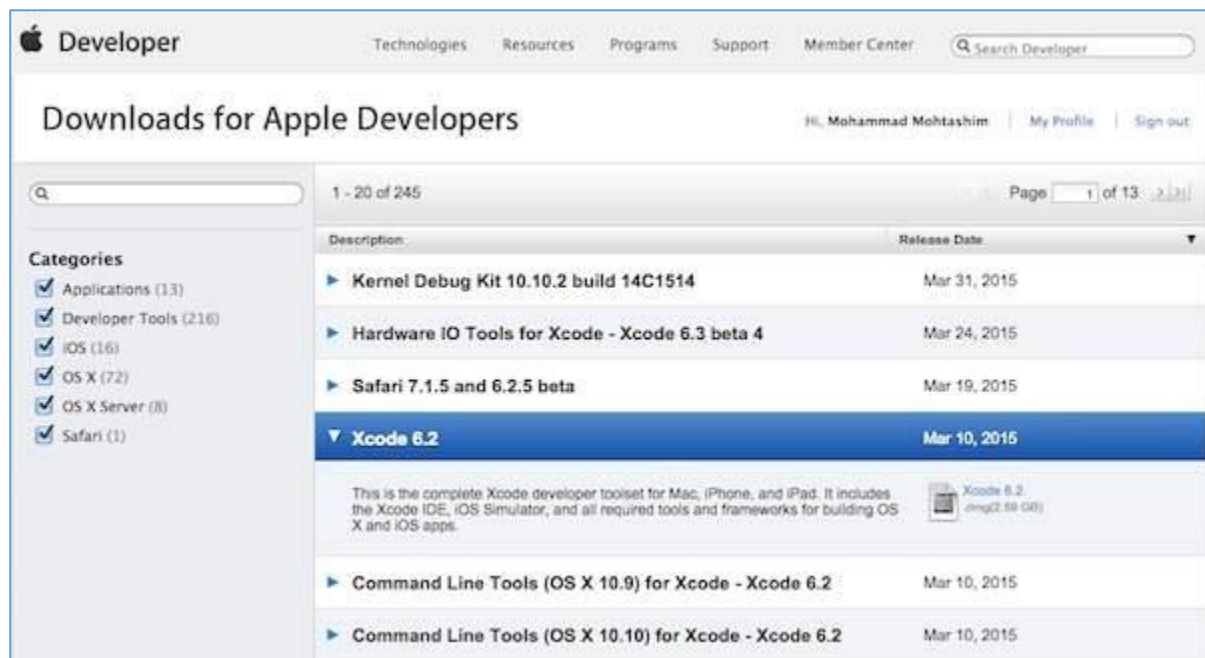 Developer
Technologies Resources Programs Support Member Center Search Developer
Downloads for Apple Developers
Hi, Mohammad Mohtashim | My Profile | Sign out
1 - 20 of 245
Page 1 of 13
Description Release Date
Categories
Applications (13)
Developer Tools (216)
iOS (16)
OS X (72)
OS X Server (8)
Safari (1)
Kernel Debug Kit 10.10.2 build 14C1514 Mar 31, 2015
Hardware IO Tools for Xcode - Xcode 6.3 beta 4 Mar 24, 2015
Safari 7.1.5 and 6.2.5 beta Mar 19, 2015
Xcode 6.2 Mar 10, 2015
This is the complete Xcode developer toolset for Mac, iPhone, and iPad. It includes
the Xcode IDE, iOS Simulator, and all required tools and frameworks for building OS
X and iOS apps.
Xcode 6.2
.dmg(2.59 GB)
Command Line Tools (OS X 10.9) for Xcode - Xcode 6.2 Mar 10, 2015
Command Line Tools (OS X 10.10) for Xcode - Xcode 6.2 Mar 10, 2015